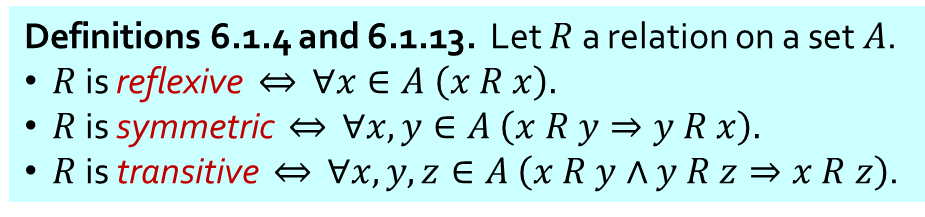 Definitions 6.1.4 and 6.1.13. Let R a relation on a set A.
• R is reflexive ⇔ ∀x ∈ A (x R x).
• R is symmetric ⇔ ∀x, y ∈ A (x R y ⇒ y R x).
• R is transitive ⇔ ∀x, y, z ∈ A (x R y ∧ y R z ⇒ x R z).